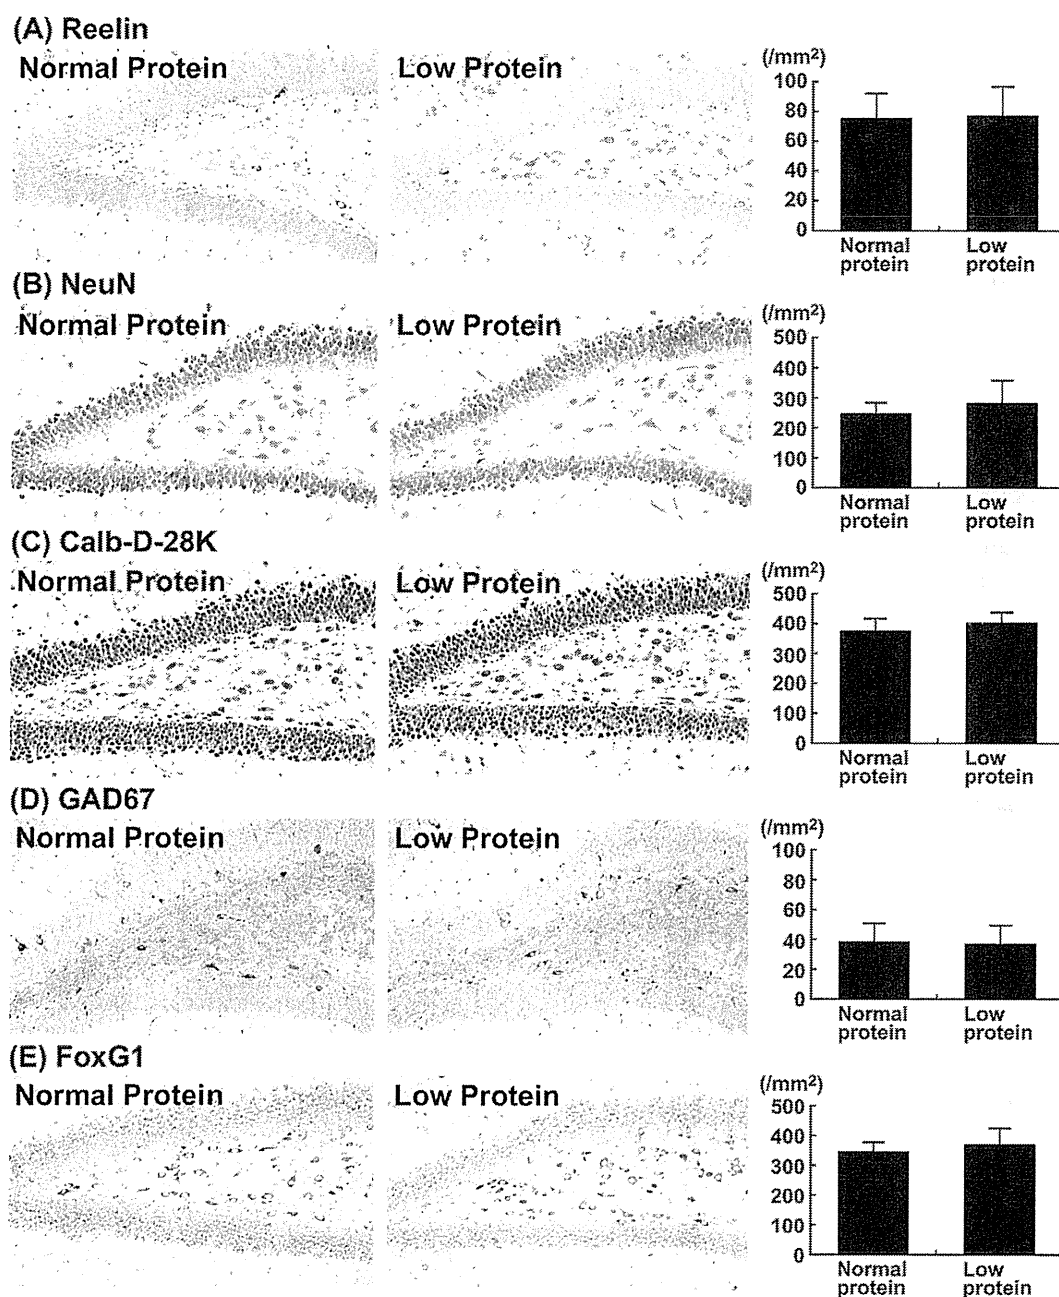 (A) Reelin
Normal Protein
Low Protein
(/mm²)
100
80
60
40
20
0
Normal protein
Low protein
(B) NeuN
Normal Protein
Low Protein
(/mm²)
500
400
300
200
100
0
Normal protein
Low protein
(C) Calb-D-28K
Normal Protein
Low Protein
(/mm²)
500
400
300
200
100
0
Normal protein
Low protein
(D) GAD67
Normal Protein
Low Protein
(/mm²)
100
80
60
40
20
0
Normal protein
Low protein
(E) FoxG1
Normal Protein
Low Protein
(/mm²)
500
400
300
200
100
0
Normal protein
Low protein